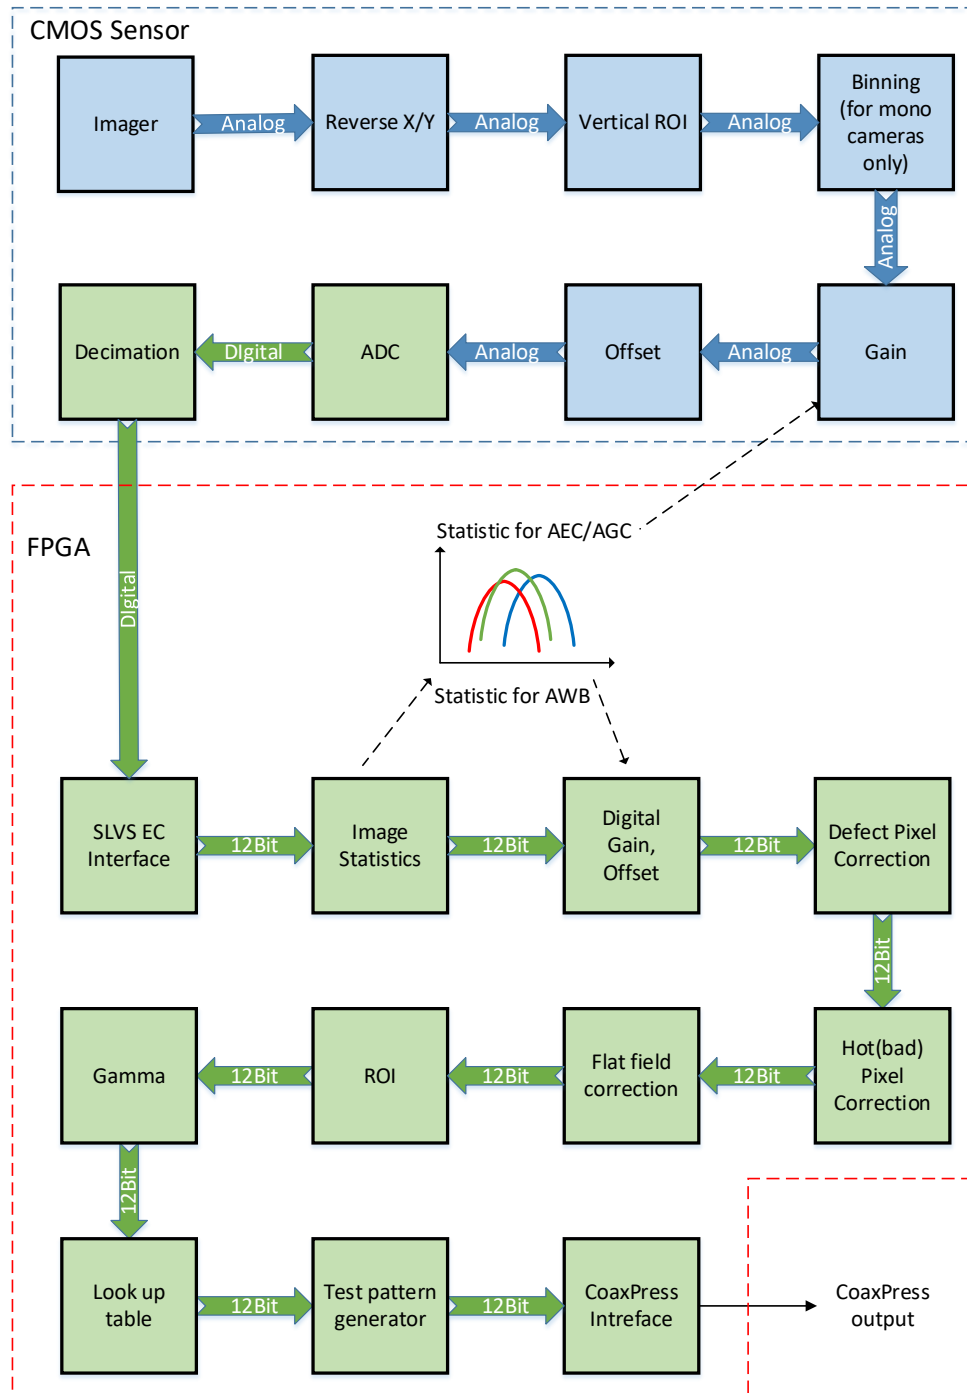 CMOS Sensor
Imager
Analog
Reverse X/Y
Analog
Vertical ROI
Analog
Binning
(for mono
cameras
only)
Analog
Decimation
DIgital
ADC
Analog
Offset
Analog
Gain
FPGA
DIgital
Statistic for AEC/AGC
Statistic for AWB
SLVS EC
Interface
12Bit
Image
Statistics
12Bit
Digital
Gain,
Offset
12Bit
Defect Pixel
Correction
12Bit
Gamma
12Bit
ROI
12Bit
Flat field
correction
12Bit
Hot(bad)
Pixel
Correction
12Bit
Look up
table
12Bit
Test pattern
generator
12Bit
CoaxPress
Intreface
CoaxPress
output